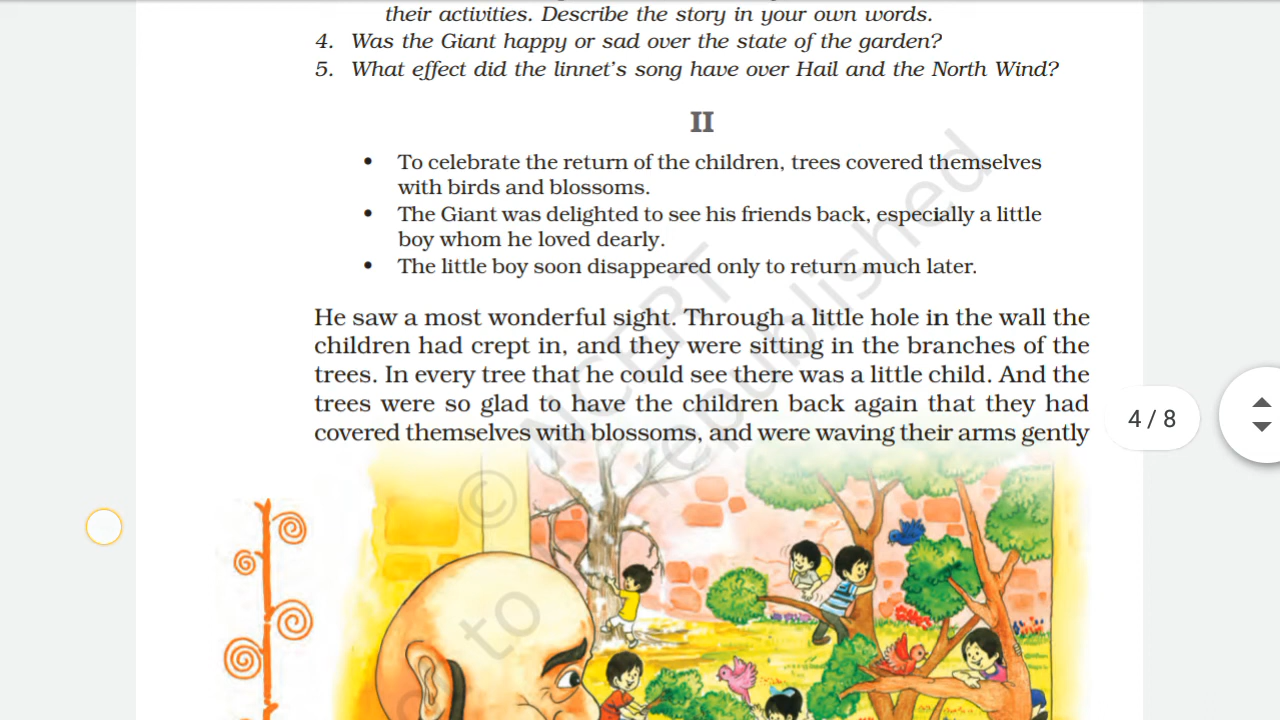 their activities. Describe the story in your own words.
4. Was the Giant happy or sad over the state of the garden?
5. What effect did the linnet's song have over Hail and the North Wind?
II
• To celebrate the return of the children, trees covered themselves
with birds and blossoms.
• The Giant was delighted to see his friends back, especially a little
boy whom he loved dearly.
• The little boy soon disappeared only to return much later.
He saw a most wonderful sight. Through a little hole in the wall the
children had crept in, and they were sitting in the branches of the
trees. In every tree that he could see there was a little child. And the
trees were so glad to have the children back again that they had
covered themselves with blossoms, and were waving their arms gently
4 / 8
© NCERT
to republished